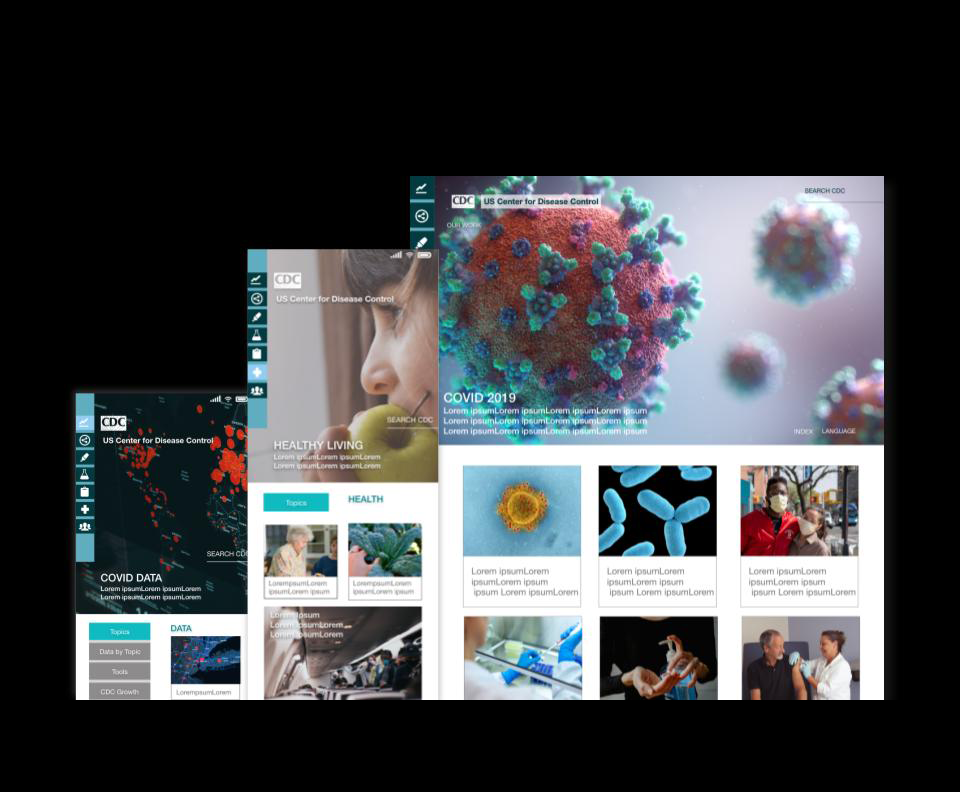 SEARCH CDC
CDC US Center for Disease Control
OUR WORK
COVID 2019
Lorem ipsumLorem ipsumLorem ipsumLorem ipsum
Lorem ipsumLorem ipsumLorem ipsumLorem ipsum
Lorem ipsumLorem ipsumLorem ipsumLorem ipsum
INDEX LANGUAGE
Lorem ipsumLorem
ipsumLorem ipsum
ipsum Lorem ipsumLorem
Lorem ipsumLorem
ipsumLorem ipsum
ipsum Lorem ipsumLorem
Lorem ipsumLorem
ipsumLorem ipsum
ipsum Lorem ipsumLorem
CDC
US Center for Disease Control
SEARCH CDC
HEALTHY LIVING
Lorem ipsumLorem ipsumLorem
Lorem ipsumLorem ipsumLorem
Topics
HEALTH
LorempsumLorem
ipsumLorem ipsum
LorempsumLorem
ipsumLorem ipsum
Lorem ipsum
Lorem ipsumLorem
Lorem ipsumLorem
CDC
US Center for Disease Control
SEARCH CDC
COVID DATA
Lorem ipsumLorem ipsumLorem
Lorem ipsumLorem ipsumLorem
Topics
DATA
Data by Topic
Tools
CDC Growth
LorempsumLorem